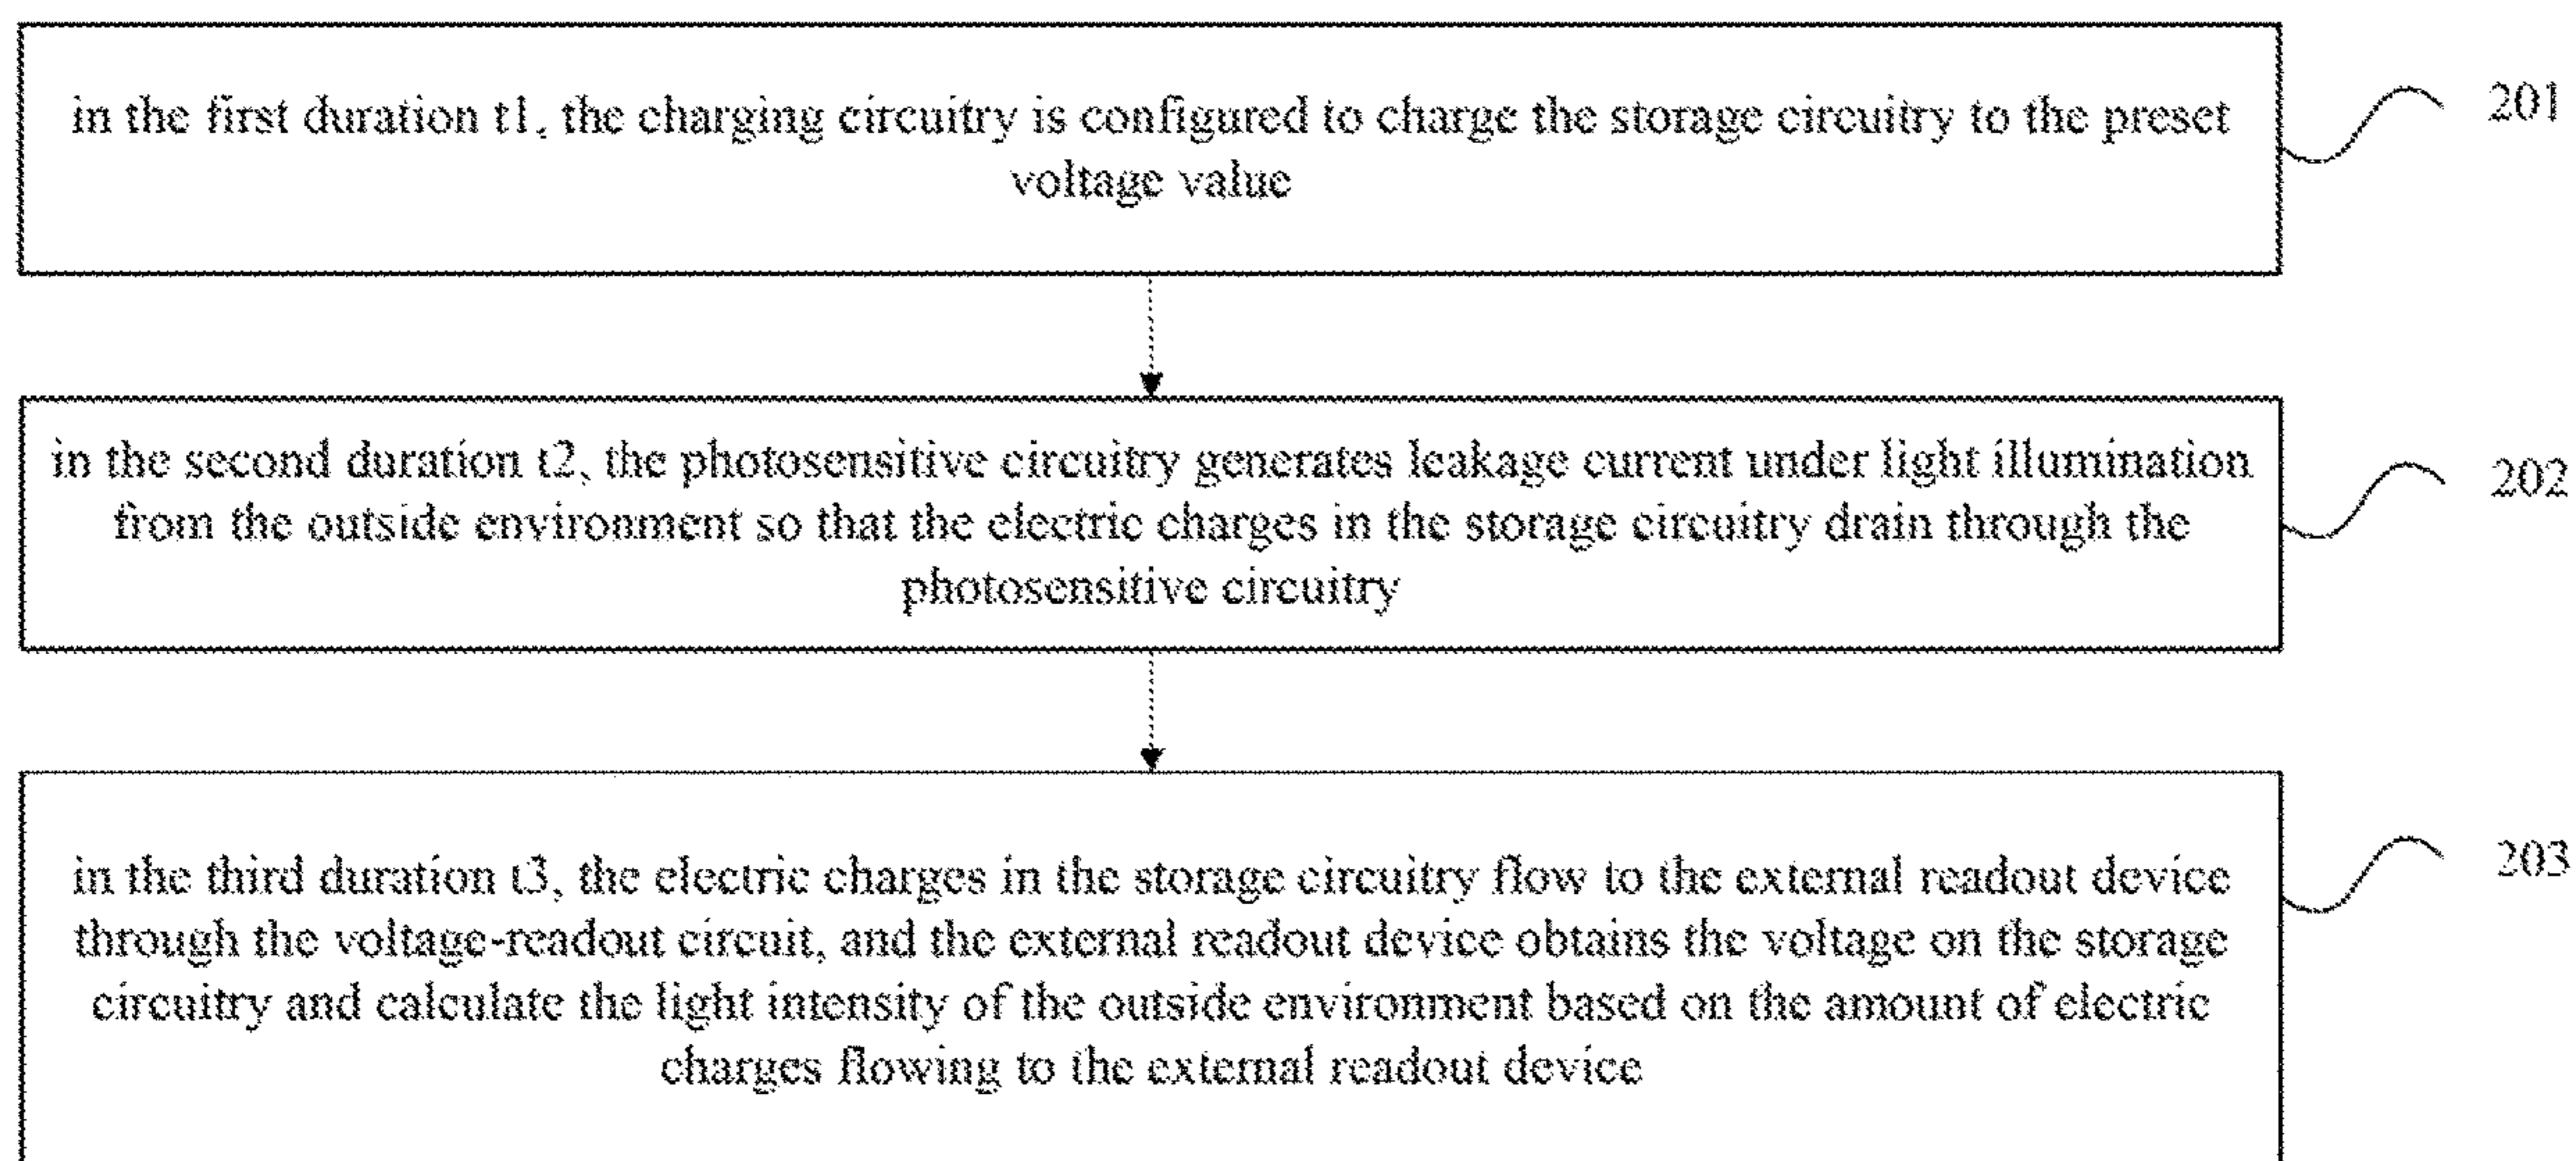 in the first duration t1, the charging circuitry is configured to charge the storage circuitry to the preset
voltage value
201
in the second duration t2, the photosensitive circuitry generates leakage current under light illumination
from the outside environment so that the electric charges in the storage circuitry drain through the
photosensitive circuitry
202
in the third duration t3, the electric charges in the storage circuitry flow to the external readout device
through the voltage-readout circuit, and the external readout device obtains the voltage on the storage
circuitry and calculate the light intensity of the outside environment based on the amount of electric
charges flowing to the external readout device
203